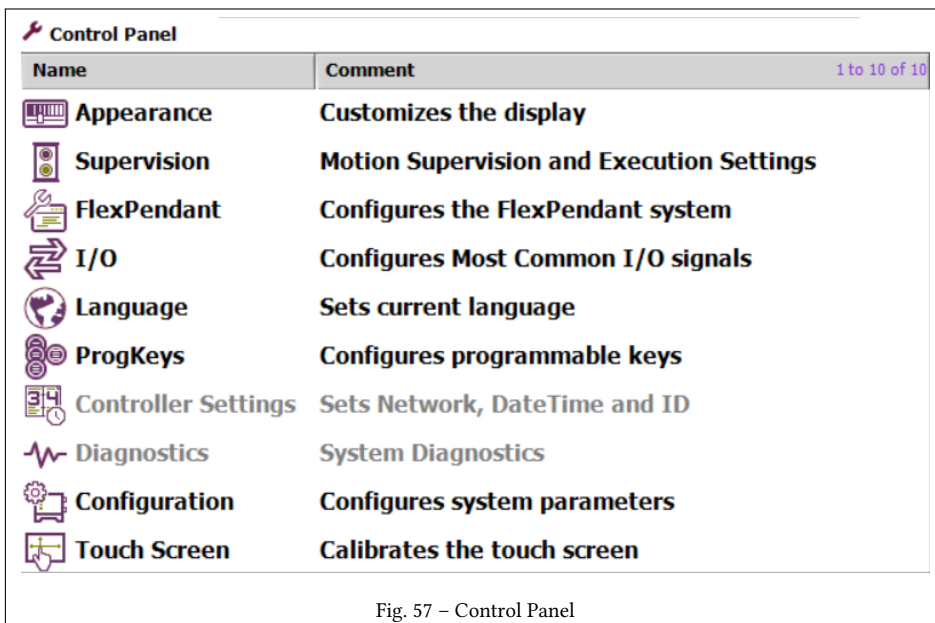 Control Panel
Name Comment 1 to 10 of 10
Appearance Customizes the display
Supervision Motion Supervision and Execution Settings
FlexPendant Configures the FlexPendant system
I/O Configures Most Common I/O signals
Language Sets current language
ProgKeys Configures programmable keys
Controller Settings Sets Network, DateTime and ID
Diagnostics System Diagnostics
Configuration Configures system parameters
Touch Screen Calibrates the touch screen
Fig. 57 – Control Panel